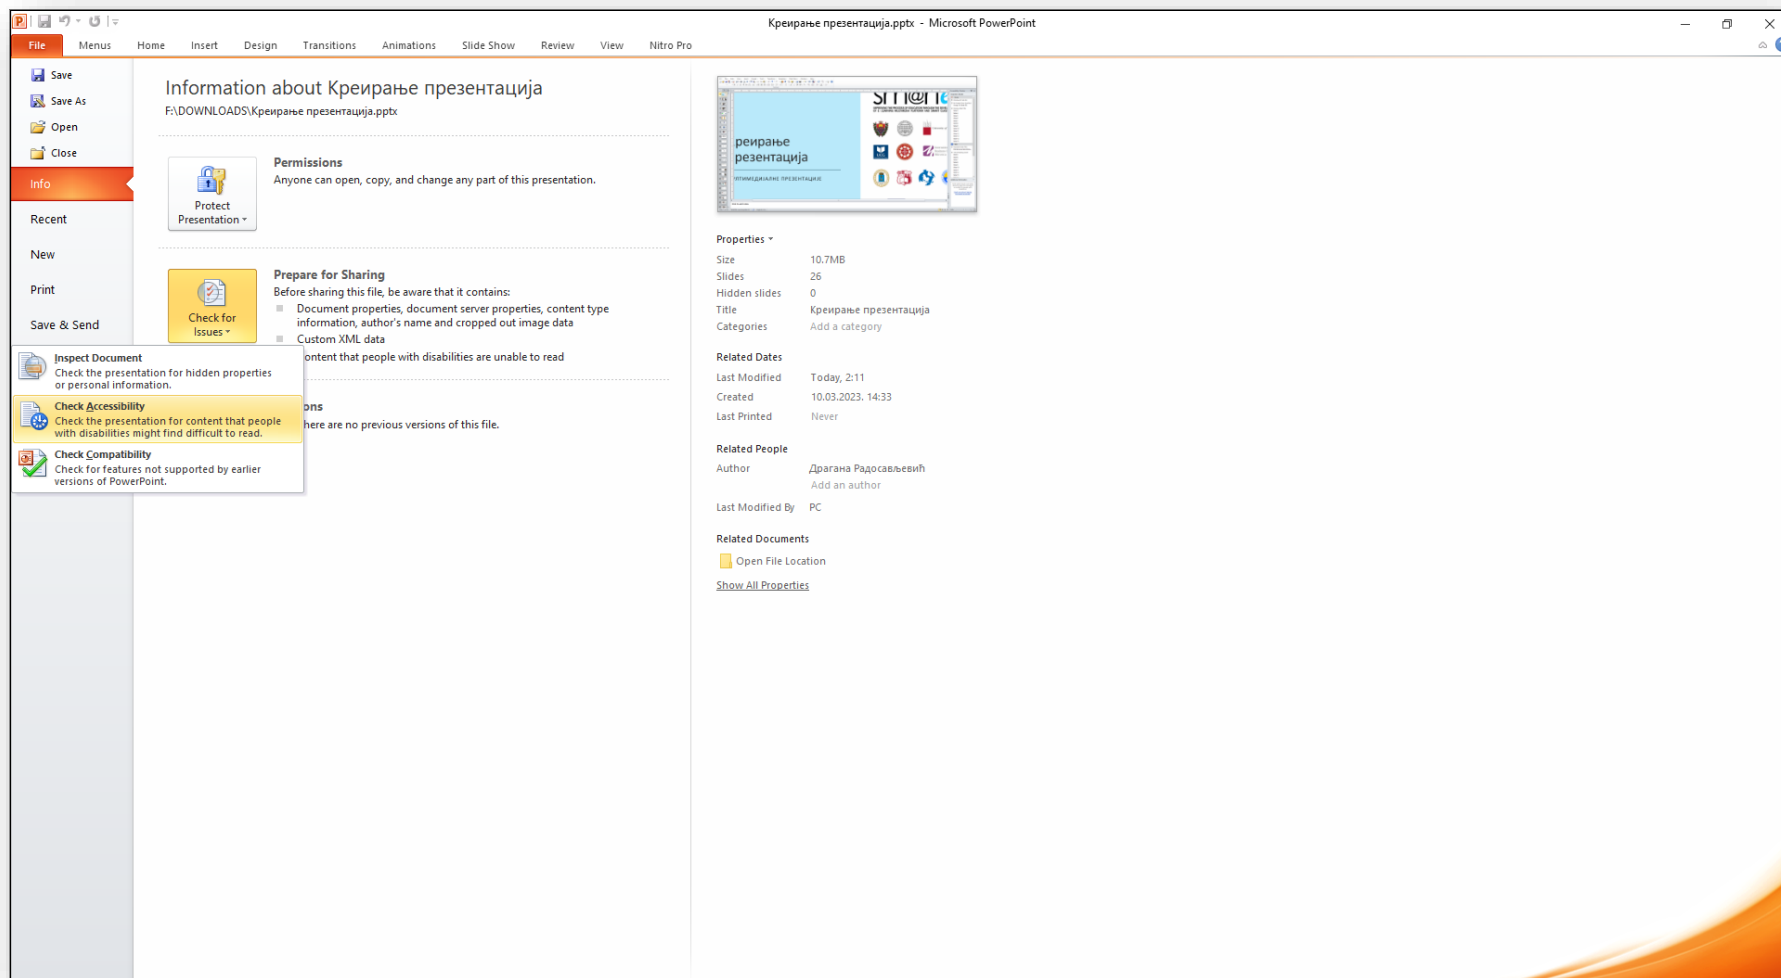 Креирање презентација.pptx - Microsoft PowerPoint
File Menus Home Insert Design Transitions Animations Slide Show Review View Nitro Pro
Save
Save As
Open
Close
Info
Recent
New
Print
Save & Send
Information about Креирање презентација
F:\DOWNLOADS\Креирање презентација.pptx
Protect
Presentation
Permissions
Anyone can open, copy, and change any part of this presentation.
Check for
Issues
Prepare for Sharing
Before sharing this file, be aware that it contains:
Document properties, document server properties, content type
information, author's name and cropped out image data
Custom XML data
ontent that people with disabilities are unable to read
Inspect Document
Check the presentation for hidden properties
or personal information.
Check Accessibility
Check the presentation for content that people
with disabilities might find difficult to read.
Check Compatibility
Check for features not supported by earlier
versions of PowerPoint.
ons
here are no previous versions of this file.
реирање
резентација
Properties
Size 10.7MB
Slides 26
Hidden slides 0
Title Креирање презентација
Categories Add a category
Related Dates
Last Modified Today, 2:11
Created 10.03.2023. 14:33
Last Printed Never
Related People
Author Драгана Радосављевић
Add an author
Last Modified By PC
Related Documents
Open File Location
Show All Properties